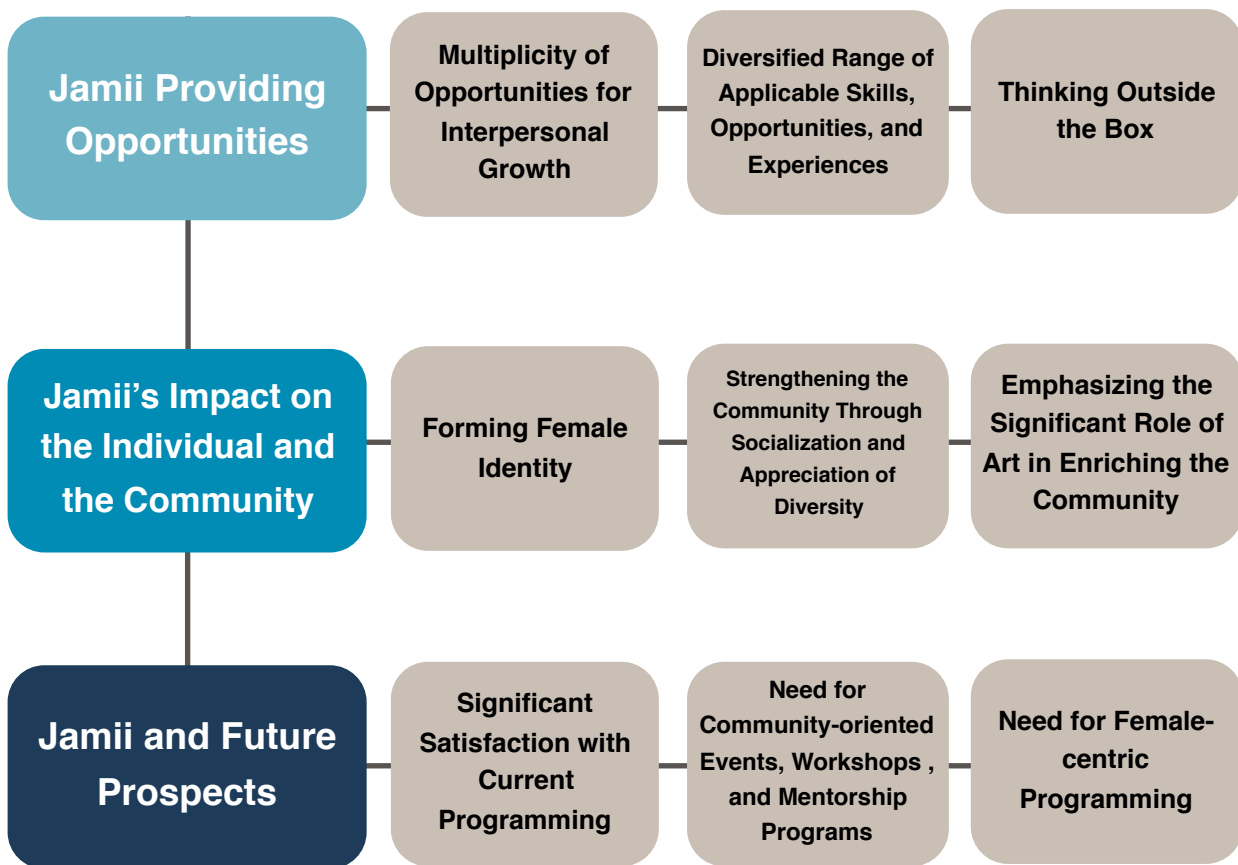 Jamii Providing
Opportunities
Multiplicity of
Opportunities for
Interpersonal
Growth
Diversified Range of
Applicable Skills,
Opportunities, and
Experiences
Thinking Outside
the Box
Jamii’s Impact on
the Individual and
the Community
Forming Female
Identity
Strengthening the
Community Through
Socialization and
Appreciation of
Diversity
Emphasizing the
Significant Role of
Art in Enriching the
Community
Jamii and Future
Prospects
Significant
Satisfaction with
Current
Programming
Need for
Community-oriented
Events, Workshops ,
and Mentorship
Programs
Need for Female-
centric
Programming